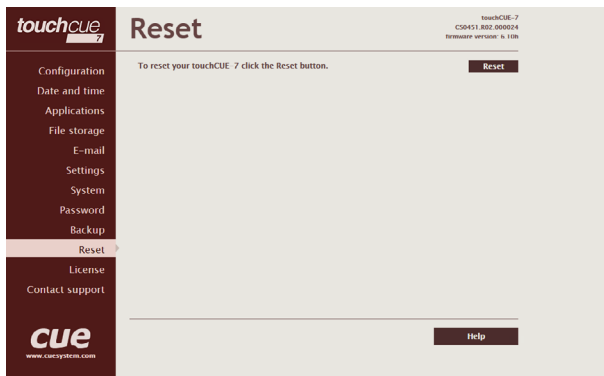 touchcue
7
Reset
touchCUE-7
CS0451.R02.000024
firmware version: 6.10b
Configuration
Date and time
Applications
File storage
E-mail
Settings
System
Password
Backup
Reset
License
Contact support
To reset your touchCUE 7 click the Reset button.
Reset
cue
www.cuesystem.com
Help